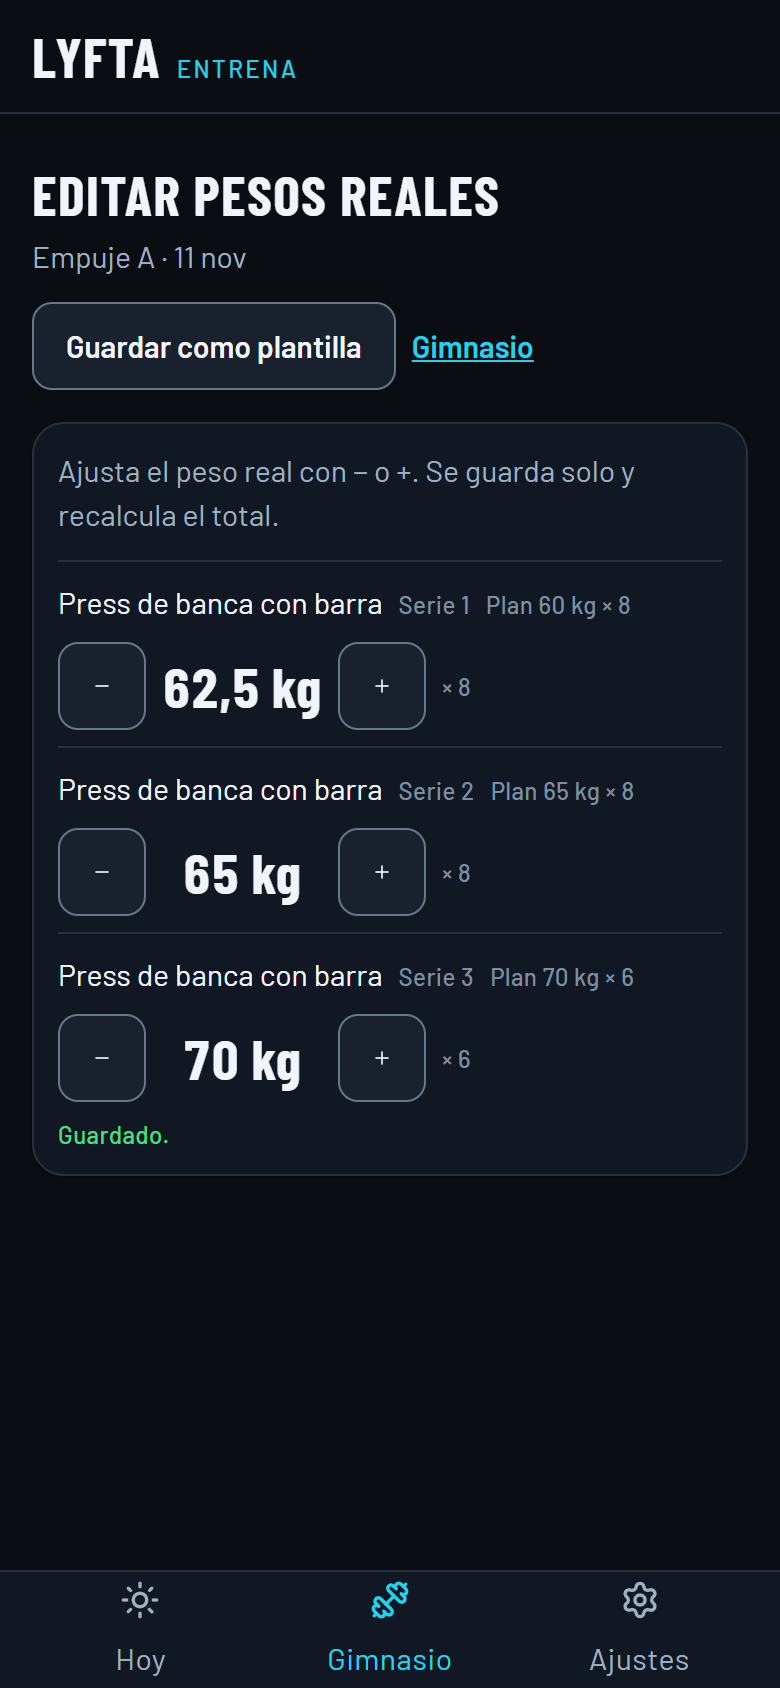 LYFTA ENTRENA
EDITAR PESOS REALES
Empuje A · 11 nov
Guardar como plantilla Gimnasio
Ajusta el peso real con − o +. Se guarda solo y
recalcula el total.
Press de banca con barra Serie 1 Plan 60 kg × 8
− 62,5 kg + × 8
Press de banca con barra Serie 2 Plan 65 kg × 8
− 65 kg + × 8
Press de banca con barra Serie 3 Plan 70 kg × 6
− 70 kg + × 6
Guardado.
Hoy Gimnasio Ajustes